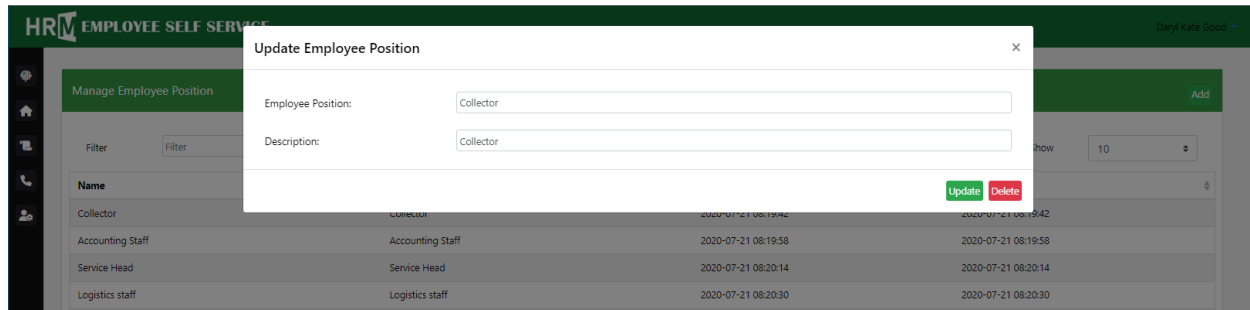 HRM EMPLOYEE SELF SERVICE
Daryl Kate Good
Update Employee Position ×
Manage Employee Position
Add
Employee Position: Collector
Description: Collector
Filter Filter
Show 10
Update Delete
Name
Collector Collector 2020-07-21 08:19:42 2020-07-21 08:19:42
Accounting Staff Accounting Staff 2020-07-21 08:19:58 2020-07-21 08:19:58
Service Head Service Head 2020-07-21 08:20:14 2020-07-21 08:20:14
Logistics staff Logistics staff 2020-07-21 08:20:30 2020-07-21 08:20:30